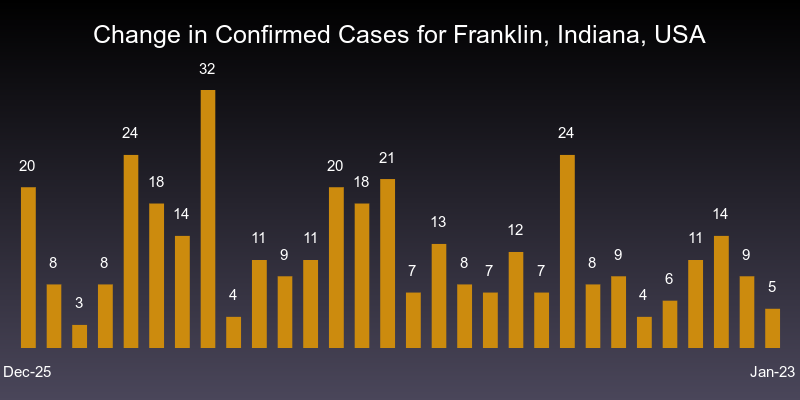 Change in Confirmed Cases for Franklin, Indiana, USA
20 8 3 8 24 18 14 32 4 11 9 11 20 18 21 7 13 8 7 12 7 24 8 9 4 6 11 14 9 5
Dec-25 Jan-23